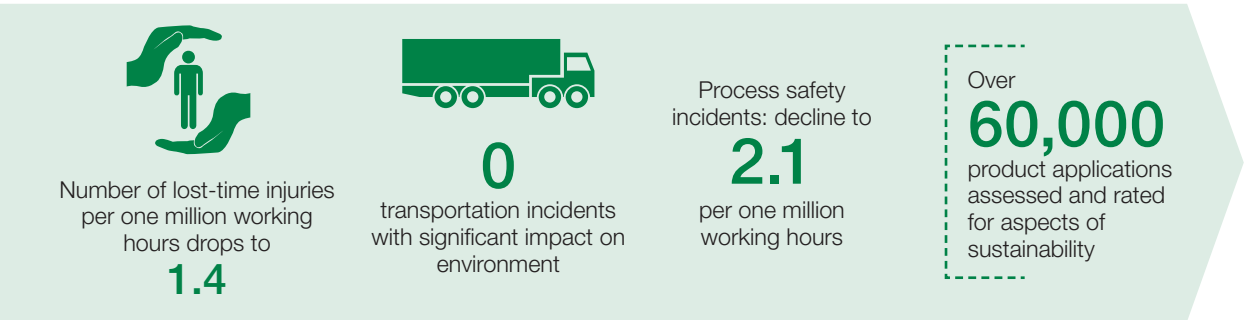 Number of lost-time injuries
per one million working
hours drops to
1.4
0
transportation incidents
with significant impact on
environment
Process safety
incidents: decline to
2.1
per one million
working hours
Over
60,000
product applications
assessed and rated
for aspects of
sustainability